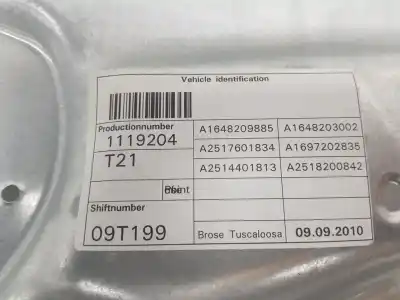 Vehicle identification
Productionnumber
1119204
T21
A1648209885 A1648203002
A2517601834 A1697202835
A2514401813 A2518200842
Shiftnumber
09T199
Brose Tuscaloosa 09.09.2010